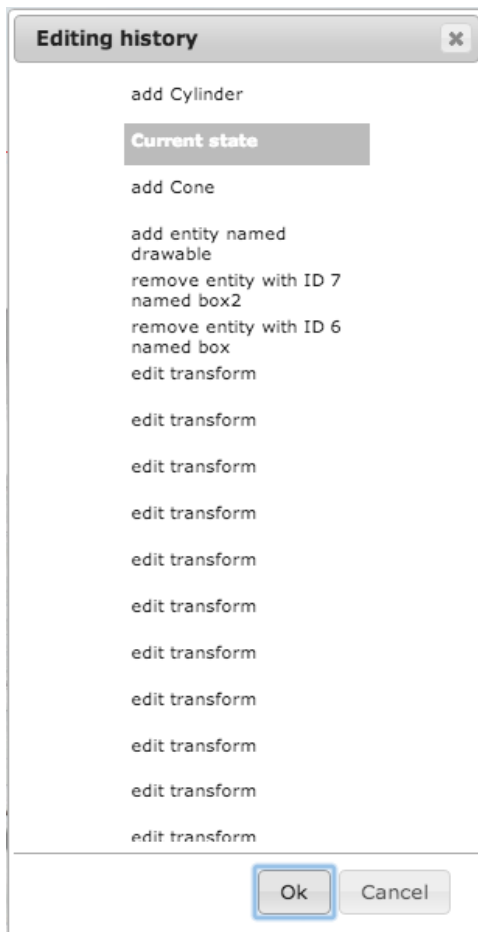 Editing history
add Cylinder
Current state
add Cone
add entity named
drawable
remove entity with ID 7
named box2
remove entity with ID 6
named box
edit transform
edit transform
edit transform
edit transform
edit transform
edit transform
edit transform
edit transform
edit transform
edit transform
edit transform
Ok Cancel